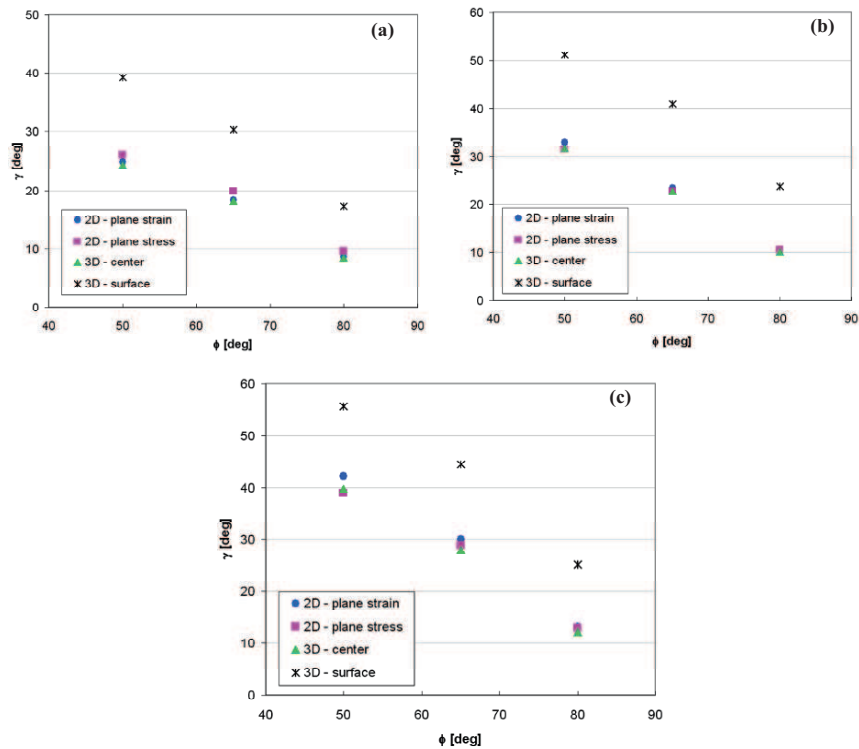 (a)
50
40
30
20
10
0
γ [deg]
2D - plane strain
2D - plane stress
3D - center
3D - surface
40 50 60 70 80 90
ϕ [deg]
(b)
60
50
40
30
20
10
0
γ [deg]
2D - plane strain
2D - plane stress
3D - center
3D - surface
40 50 60 70 80 90
ϕ [deg]
(c)
60
50
40
30
20
10
0
γ [deg]
2D - plane strain
2D - plane stress
3D - center
3D - surface
40 50 60 70 80 90
ϕ [deg]